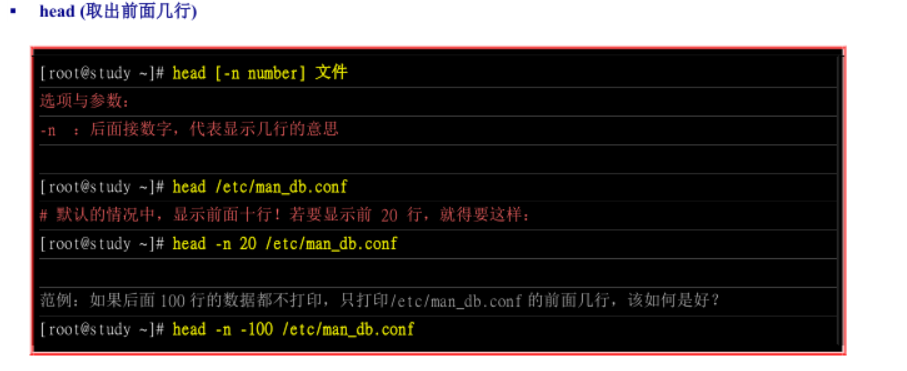 ▪ head (取出前面几行)
[root@study ~]# head [-n number] 文件
选项与参数：
-n ：后面接数字，代表显示几行的意思
[root@study ~]# head /etc/man_db.conf
# 默认的情况中，显示前面十行！若要显示前 20 行，就得要这样：
[root@study ~]# head -n 20 /etc/man_db.conf
范例：如果后面 100 行的数据都不打印，只打印/etc/man_db.conf 的前面几行，该如何是好？
[root@study ~]# head -n -100 /etc/man_db.conf